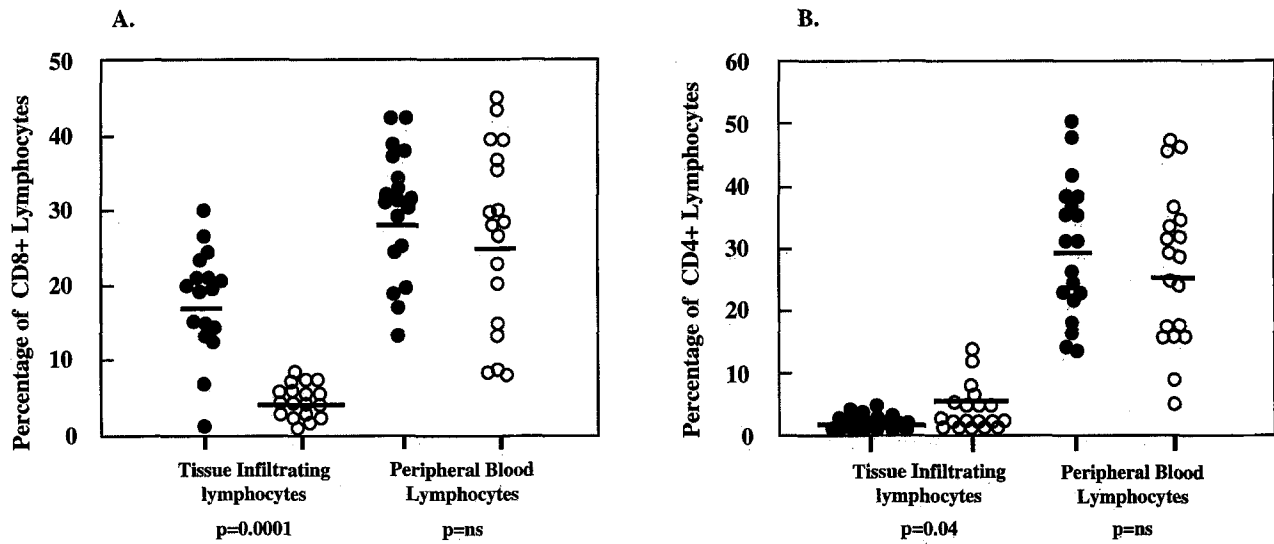 A.
Percentage of CD8+ Lymphocytes
50
40
30
20
10
0
Tissue Infiltrating
lymphocytes
p=0.0001
Peripheral Blood
Lymphocytes
p=ns
B.
Percentage of CD4+ Lymphocytes
60
50
40
30
20
10
0
Tissue Infiltrating
lymphocytes
p=0.04
Peripheral Blood
Lymphocytes
p=ns